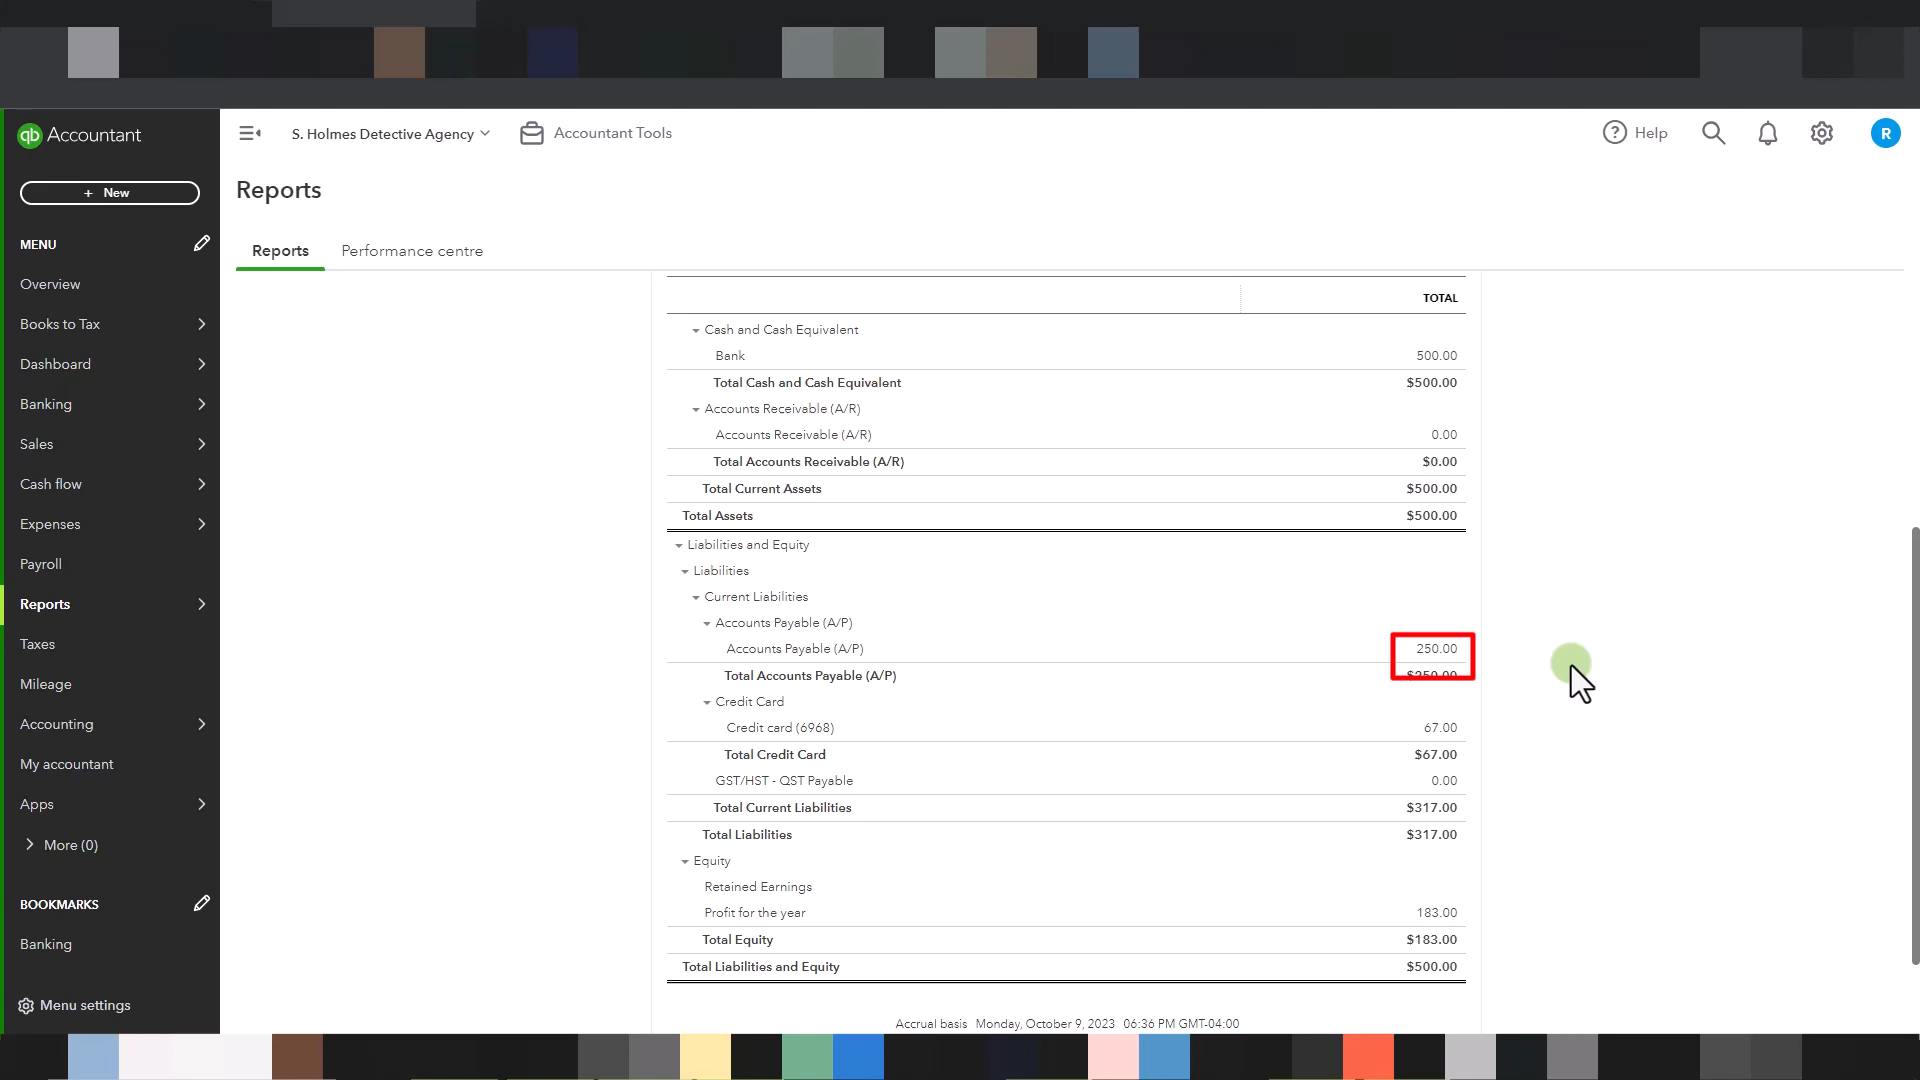 qb Accountant
S. Holmes Detective Agency
Accountant Tools
Help
R
+ New
Reports
MENU
Reports
Performance centre
Overview
Books to Tax
Dashboard
Banking
Sales
Cash flow
Expenses
Payroll
Reports
Taxes
Mileage
Accounting
My accountant
Apps
More (0)
BOOKMARKS
Banking
Menu settings
TOTAL
Cash and Cash Equivalent
Bank 500.00
Total Cash and Cash Equivalent $500.00
Accounts Receivable (A/R)
Accounts Receivable (A/R) 0.00
Total Accounts Receivable (A/R) $0.00
Total Current Assets $500.00
Total Assets $500.00
Liabilities and Equity
Liabilities
Current Liabilities
Accounts Payable (A/P)
Accounts Payable (A/P) 250.00
Total Accounts Payable (A/P) $250.00
Credit Card
Credit card (6968) 67.00
Total Credit Card $67.00
GST/HST - QST Payable 0.00
Total Current Liabilities $317.00
Total Liabilities $317.00
Equity
Retained Earnings
Profit for the year 183.00
Total Equity $183.00
Total Liabilities and Equity $500.00
Accrual basis Monday, October 9, 2023 06:36 PM GMT-04:00